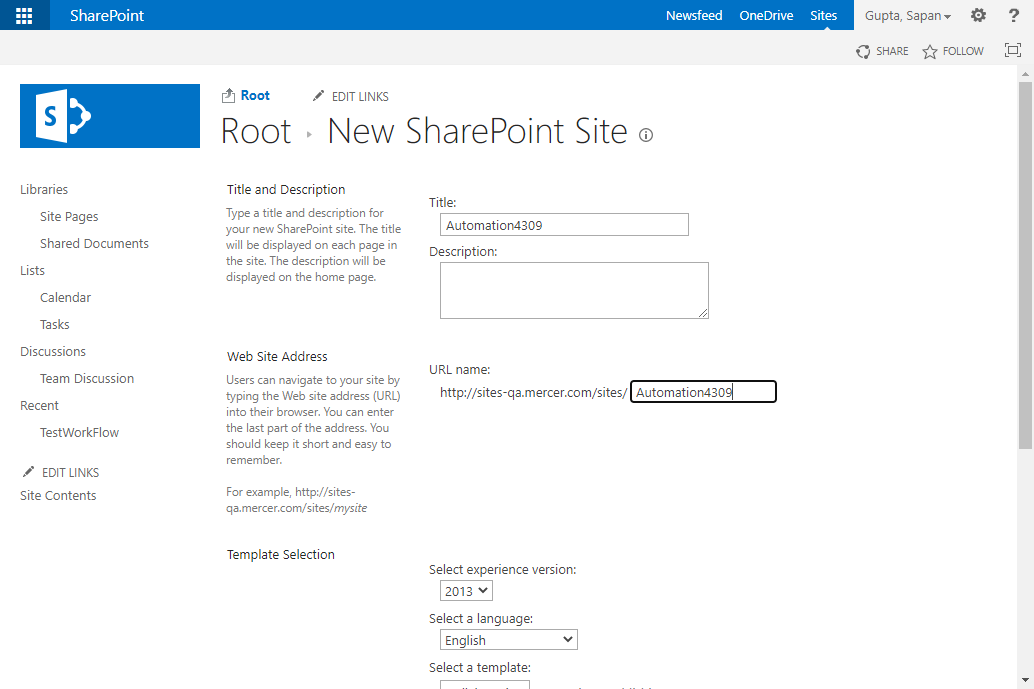 SharePoint
Newsfeed OneDrive Sites Gupta, Sapan ?
SHARE FOLLOW
S
Root EDIT LINKS
Root New SharePoint Site
Libraries
Site Pages
Shared Documents
Lists
Calendar
Tasks
Discussions
Team Discussion
Recent
TestWorkFlow
EDIT LINKS
Site Contents
Title and Description
Type a title and description for
your new SharePoint site. The title
will be displayed on each page in
the site. The description will be
displayed on the home page.
Title:
Automation4309
Description:
Web Site Address
Users can navigate to your site by
typing the Web site address (URL)
into their browser. You can enter
the last part of the address. You
should keep it short and easy to
remember.
For example, http://sites-
qa.mercer.com/sites/mysite
URL name:
http://sites-qa.mercer.com/sites/ Automation4309
Template Selection
Select experience version:
2013
Select a language:
English
Select a template: